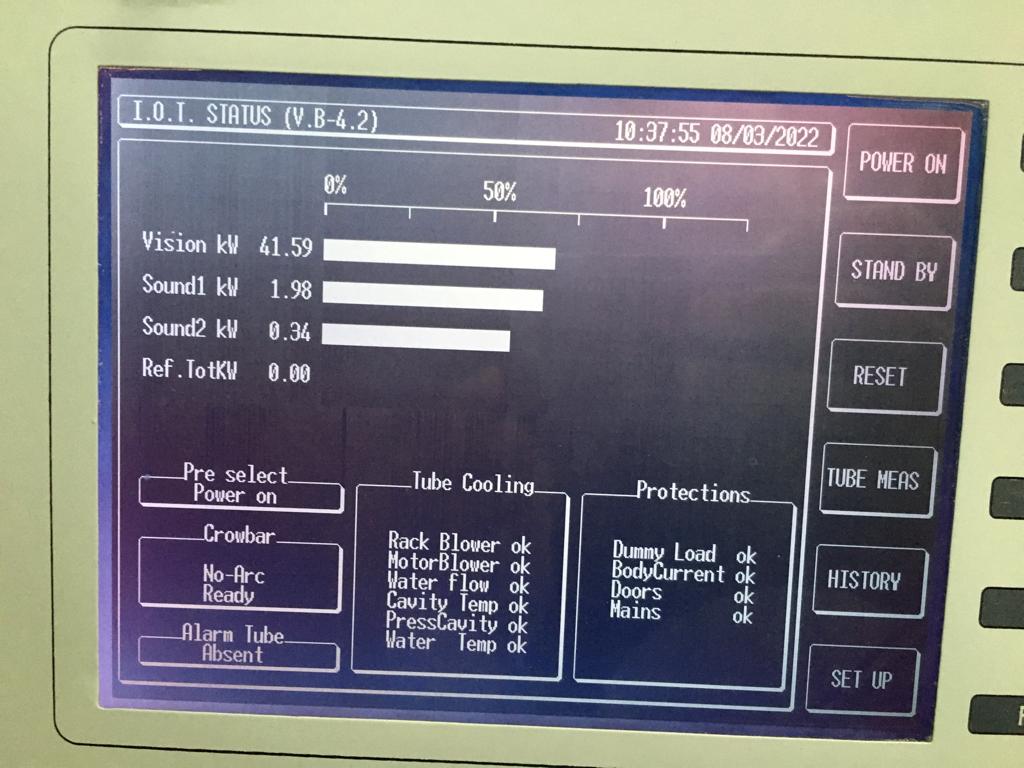 I.O.T. STATUS (V.B-4.2)
10:37:55 08/03/2022
0% 50% 100%
Vision kW 41.59
Sound1 kW 1.98
Sound2 kW 0.34
Ref.TotKW 0.00
Pre select
Power on
Crowbar
No-Arc
Ready
Alarm Tube
Absent
Tube Cooling
Rack Blower ok
MotorBlower ok
Water flow ok
Cavity Temp ok
PressCavity ok
Water Temp ok
Protections
Dummy Load ok
BodyCurrent ok
Doors ok
Mains ok
POWER ON
STAND BY
RESET
TUBE MEAS
HISTORY
SET UP